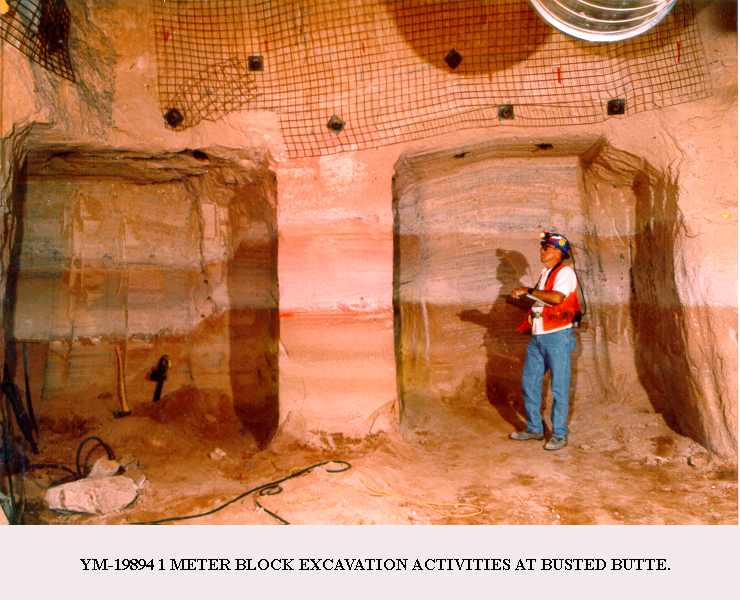 YM-19894 1 METER BLOCK EXCAVATION ACTIVITIES AT BUSTED BUTTE.